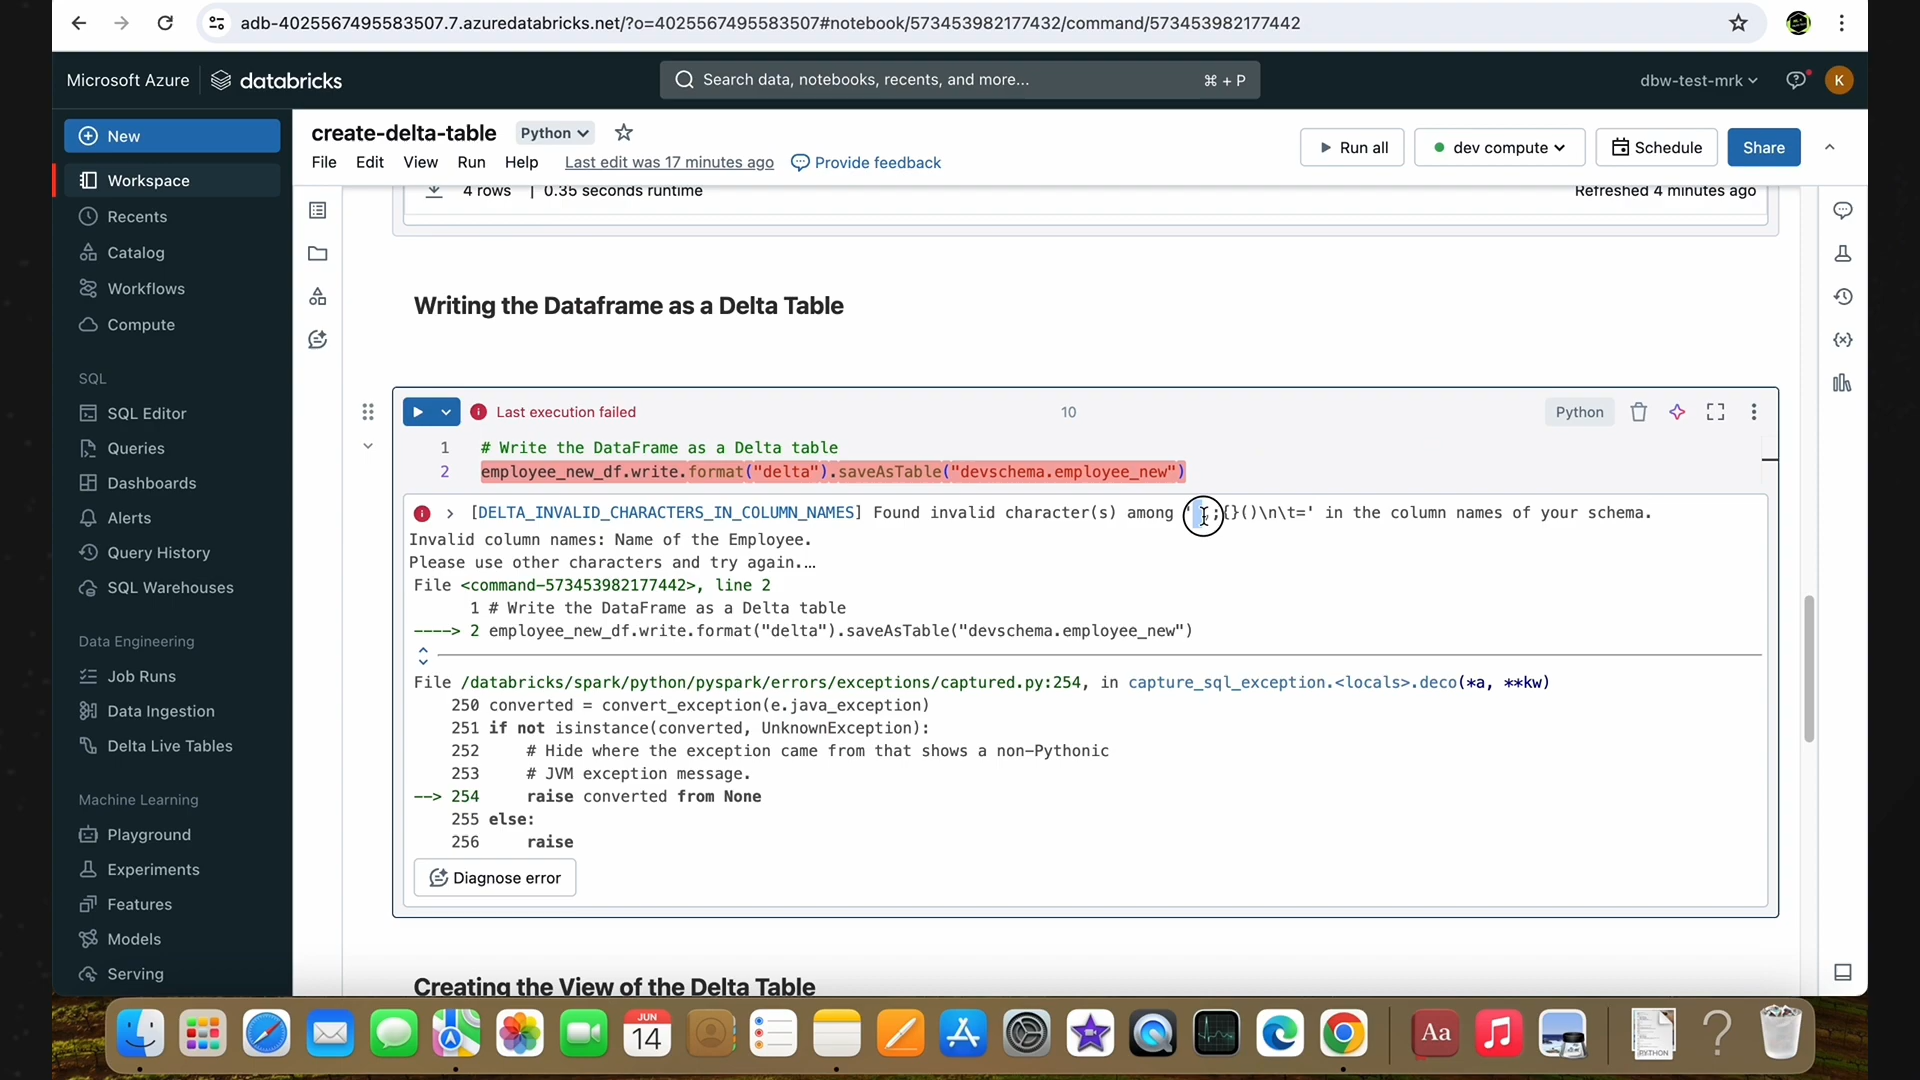 adb-4025567495583507.7.azuredatabricks.net/?o=4025567495583507#notebook/573453982177432/command/573453982177442
Microsoft Azure databricks
Search data, notebooks, recents, and more... ⌘ + P
dbw-test-mrk
K
New
Workspace
Recents
Catalog
Workflows
Compute
SQL
SQL Editor
Queries
Dashboards
Alerts
Query History
SQL Warehouses
Data Engineering
Job Runs
Data Ingestion
Delta Live Tables
Machine Learning
Playground
Experiments
Features
Models
Serving
create-delta-table Python
File Edit View Run Help Last edit was 17 minutes ago Provide feedback
Run all dev compute Schedule Share
4 rows | 0.35 seconds runtime Refreshed 4 minutes ago
Writing the Dataframe as a Delta Table
Last execution failed 10 Python
1 # Write the DataFrame as a Delta table
2 employee_new_df.write.format("delta").saveAsTable("devschema.employee_new")
[DELTA_INVALID_CHARACTERS_IN_COLUMN_NAMES] Found invalid character(s) among ' ,;{}()\n\t=' in the column names of your schema.
Invalid column names: Name of the Employee.
Please use other characters and try again.…
File <command-573453982177442>, line 2
1 # Write the DataFrame as a Delta table
----> 2 employee_new_df.write.format("delta").saveAsTable("devschema.employee_new")
File /databricks/spark/python/pyspark/errors/exceptions/captured.py:254, in capture_sql_exception.<locals>.deco(*a, **kw)
250 converted = convert_exception(e.java_exception)
251 if not isinstance(converted, UnknownException):
252 # Hide where the exception came from that shows a non-Pythonic
253 # JVM exception message.
--> 254 raise converted from None
255 else:
256 raise
Diagnose error
Creating the View of the Delta Table
JUN
14
Aa
PYTHON